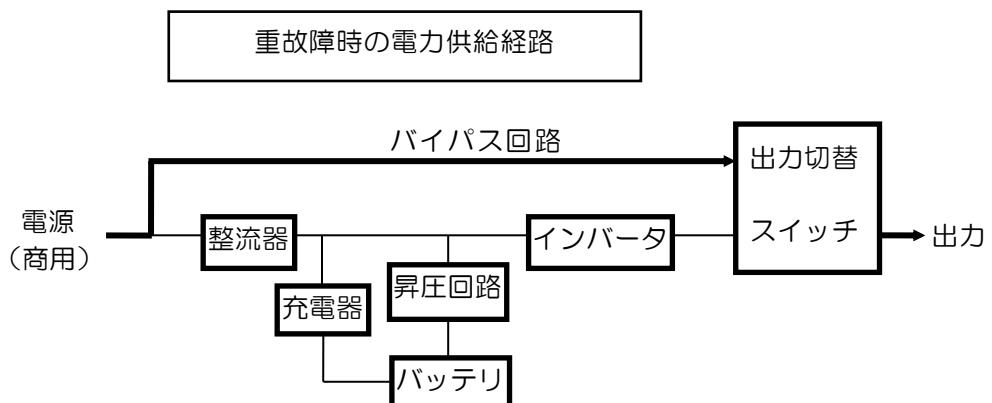 重故障時の電力供給経路
バイパス回路
出力切替
スイッチ
電源
（商用）
整流器
インバータ
出力
充電器
昇圧回路
バッテリ